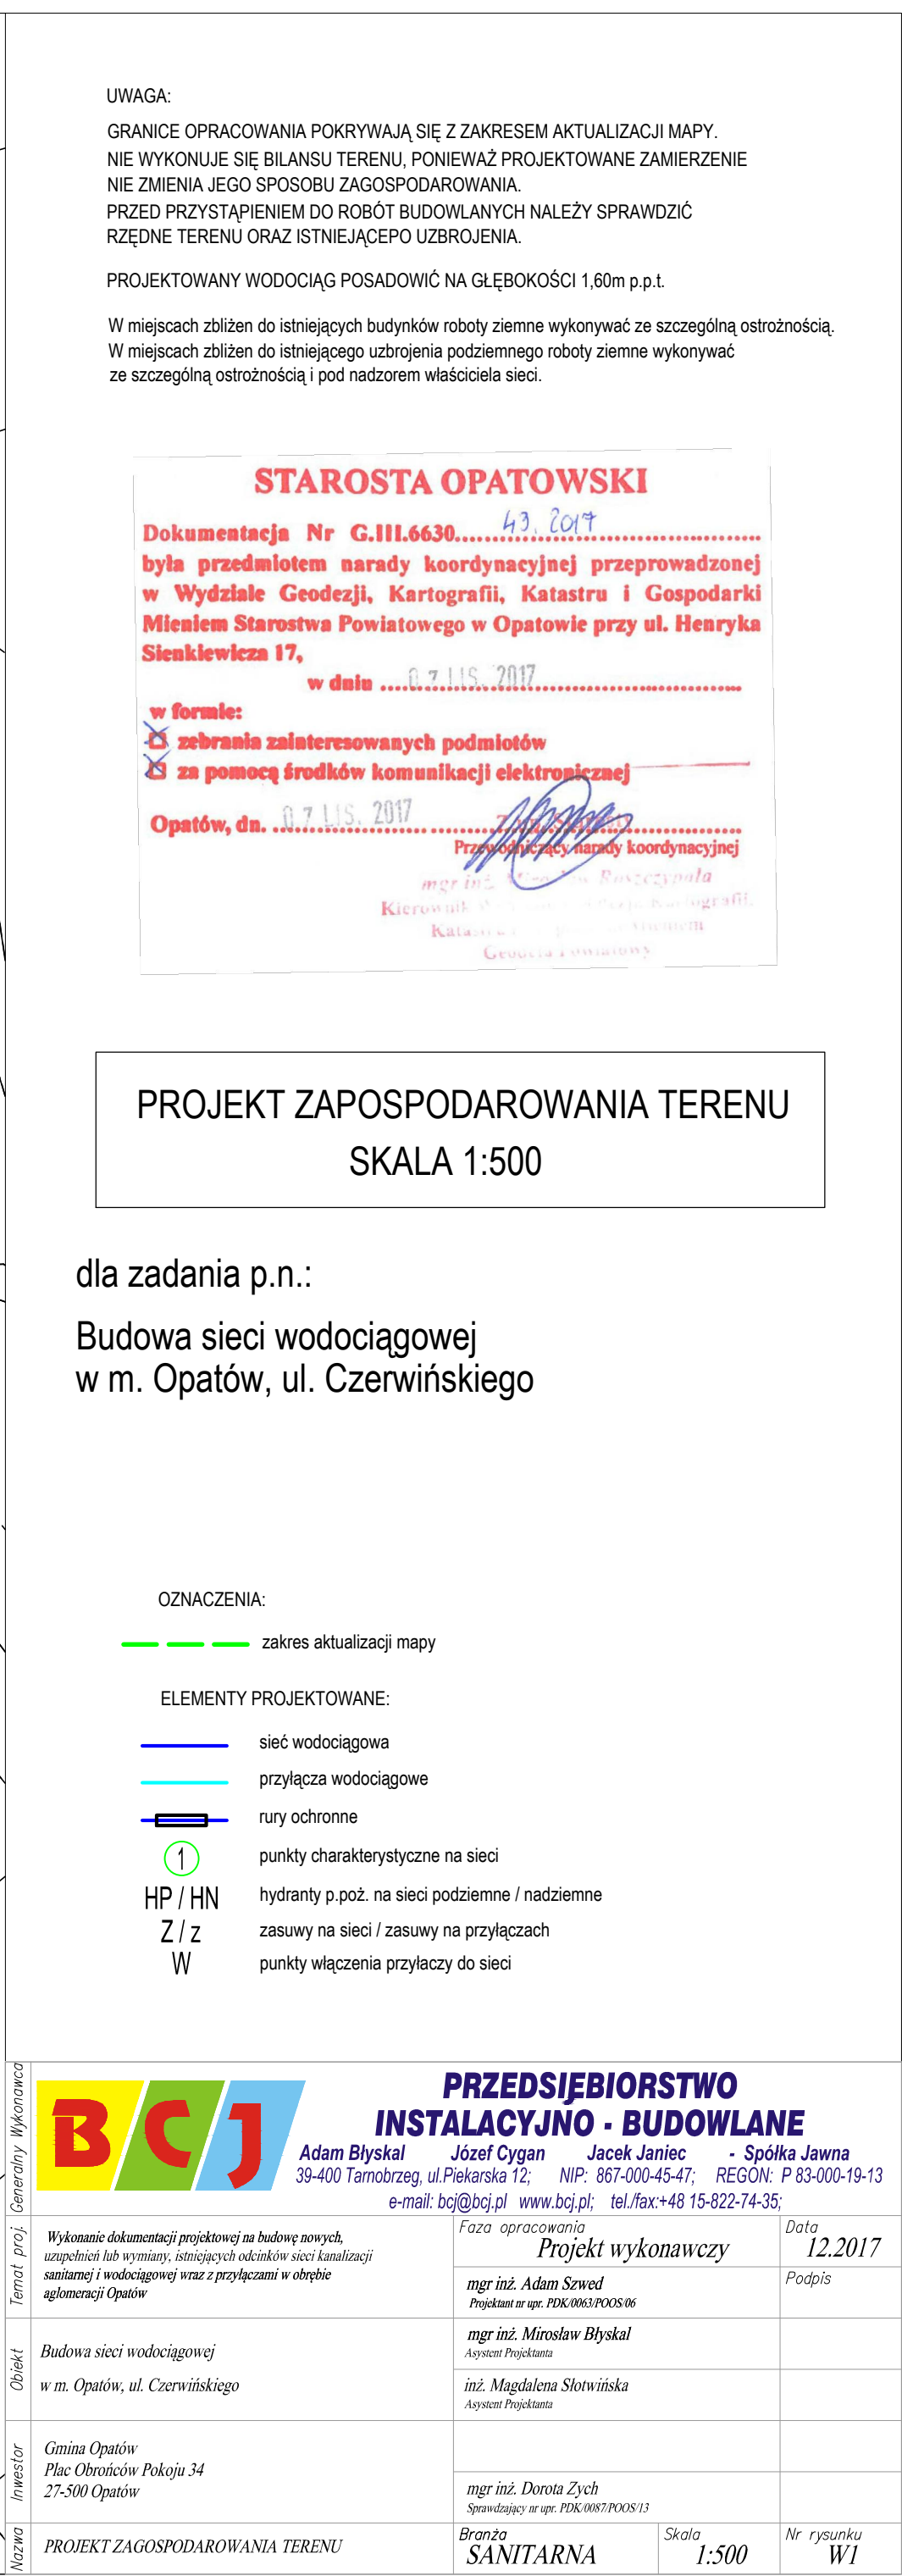 UWAGA:
GRANICE OPRACOWANIA POKRYWAJĄ SIĘ Z ZAKRESEM AKTUALIZACJI MAPY.
NIE WYKONUJE SIĘ BILANSU TERENU, PONIEWAŻ PROJEKTOWANE ZAMIERZENIE
NIE ZMIENIA JEGO SPOSOBU ZAGOSPODAROWANIA.
PRZED PRZYSTĄPIENIEM DO ROBÓT BUDOWLANYCH NALEŻY SPRAWDZIĆ
RZĘDNE TERENU ORAZ ISTNIEJĄCEPO UZBROJENIA.
PROJEKTOWANY WODOCIĄG POSADOWIĆ NA GŁĘBOKOŚCI 1,60m p.p.t.
W miejscach zbliżen do istniejących budynków roboty ziemne wykonywać ze szczególną ostrożnością.
W miejscach zbliżen do istniejącego uzbrojenia podziemnego roboty ziemne wykonywać
ze szczególną ostrożnością i pod nadzorem właściciela sieci.
STAROSTA OPATOWSKI
Dokumentacja Nr G.III.6630....43.2017....
była przedmiotem narady koordynacyjnej przeprowadzonej
w Wydziale Geodezji, Kartografii, Katastru i Gospodarki
Mieniem Starostwa Powiatowego w Opatowie przy ul. Henryka
Sienkiewicza 17,
w dniu ....07 LIS. 2017....
w formie:
zebrania zainteresowanych podmiotów
za pomocą środków komunikacji elektronicznej
Opatów, dn. ....07 LIS. 2017....
Przewodniczący narady koordynacyjnej
mgr inż. Mirosław Roszczypała
Kierownik
Geodeta Powiatowy
PROJEKT ZAPOSPODAROWANIA TERENU
SKALA 1:500
dla zadania p.n.:
Budowa sieci wodociągowej
w m. Opatów, ul. Czerwińskiego
OZNACZENIA:
zakres aktualizacji mapy
ELEMENTY PROJEKTOWANE:
sieć wodociągowa
przyłącza wodociągowe
rury ochronne
1 punkty charakterystyczne na sieci
HP / HN hydranty p.poż. na sieci podziemne / nadziemne
Z / z zasuwy na sieci / zasuwy na przyłączach
W punkty włączenia przyłaczy do sieci
Generalny Wykonawca
BCJ
PRZEDSIĘBIORSTWO
INSTALACYJNO - BUDOWLANE
Adam Błyskal Józef Cygan Jacek Janiec - Spółka Jawna
39-400 Tarnobrzeg, ul.Piekarska 12; NIP: 867-000-45-47; REGON: P 83-000-19-13
e-mail: bcj@bcj.pl www.bcj.pl; tel./fax:+48 15-822-74-35;
Temat proj.
Wykonanie dokumentacji projektowej na budowę nowych,
uzupełnień lub wymiany, istniejących odcinków sieci kanalizacji
sanitarnej i wodociągowej wraz z przyłączami w obrębie
aglomeracji Opatów
Faza opracowania
Projekt wykonawczy
Data
12.2017
mgr inż. Adam Szwed
Projektant nr upr. PDK/0063/POOS/06
Podpis
Obiekt
Budowa sieci wodociągowej
w m. Opatów, ul. Czerwińskiego
mgr inż. Mirosław Błyskal
Asystent Projektanta
inż. Magdalena Słotwińska
Asystent Projektanta
Inwestor
Gmina Opatów
Plac Obrońców Pokoju 34
27-500 Opatów
mgr inż. Dorota Zych
Sprawdzający nr upr. PDK/0087/POOS/13
Nazwa
PROJEKT ZAGOSPODAROWANIA TERENU
Branża
SANITARNA
Skala
1:500
Nr rysunku
W1